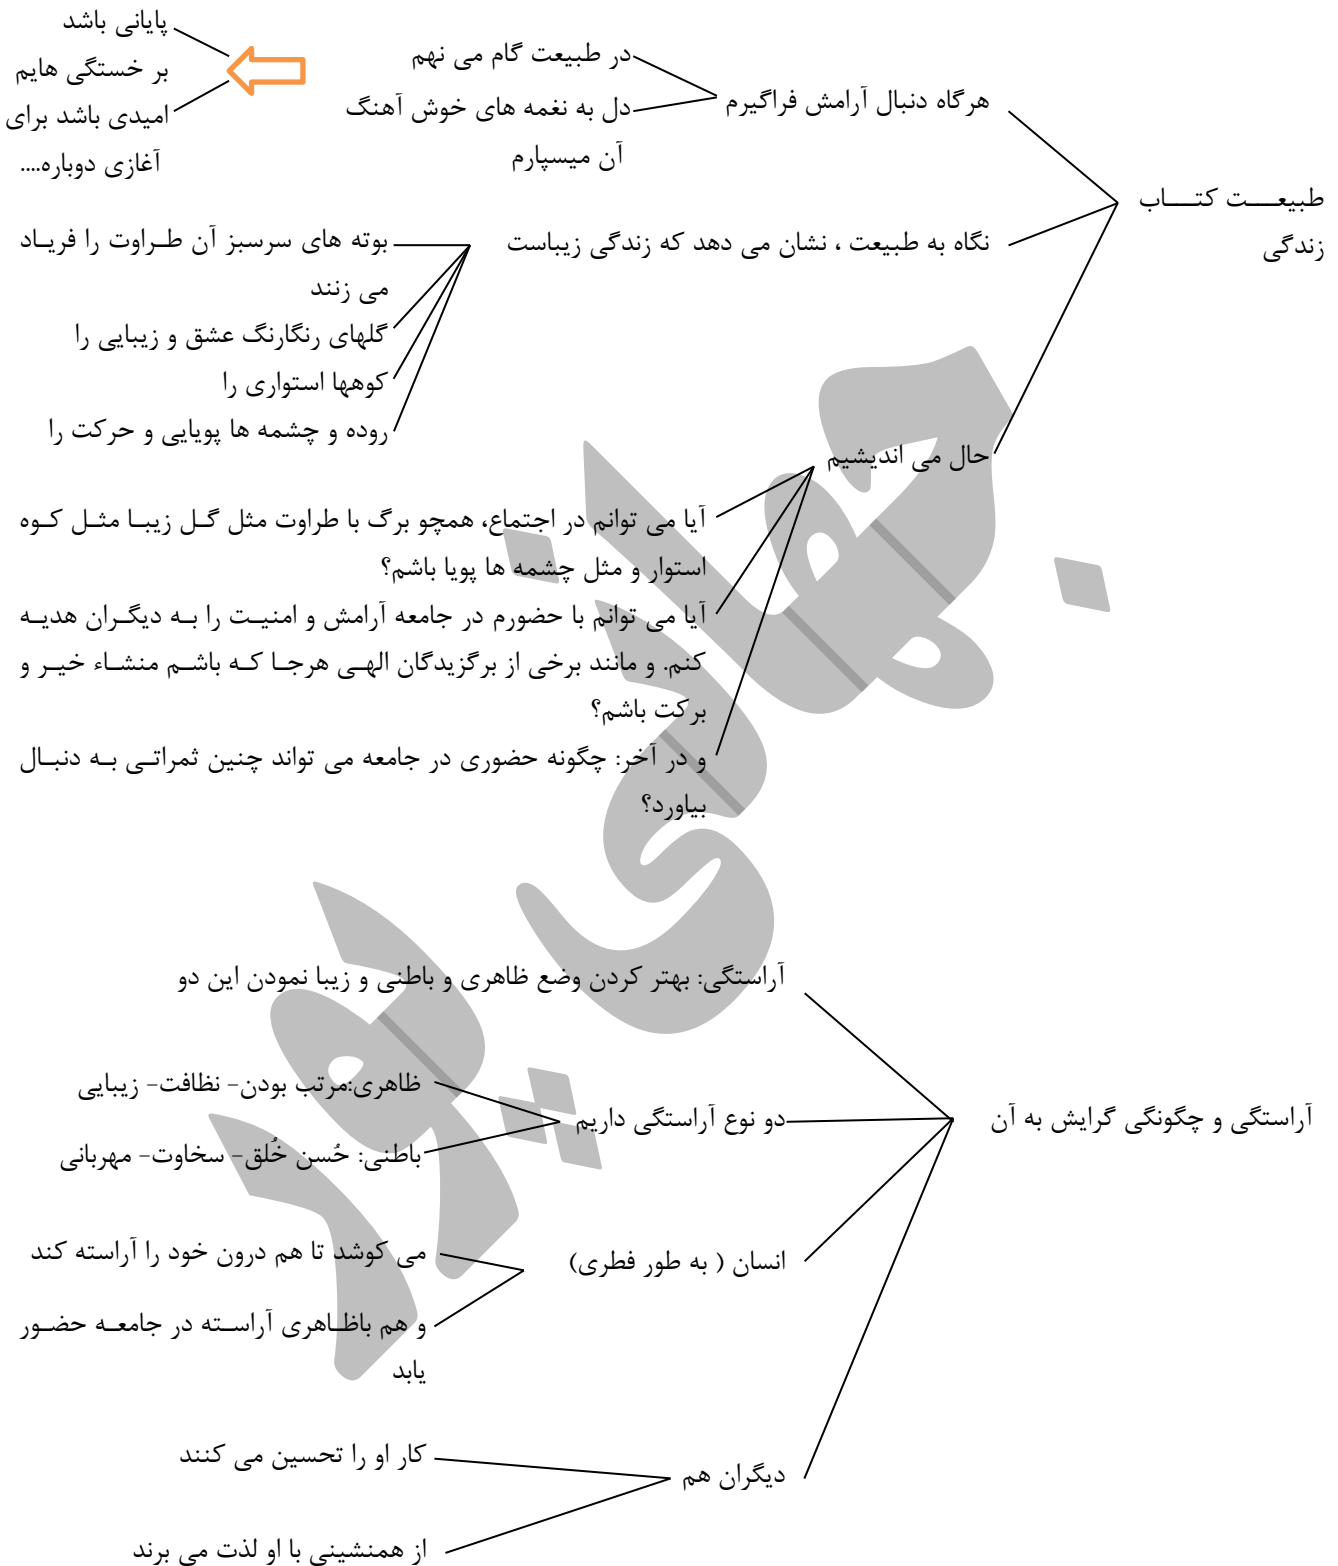 طبیعت کتاب
زندگی
هرگاه دنبال آرامش فراگیرم
در طبیعت گام می نهم
دل به نغمه های خوش آهنگ
آن میسپارم
پایانی باشد
بر خستگی هایم
امیدی باشد برای
آغازی دوباره....
نگاه به طبیعت ، نشان می دهد که زندگی زیباست
بوته های سرسبز آن طراوت را فریاد
می زنند
گلهای رنگارنگ عشق و زیبایی را
کوهها استواری را
روده و چشمه ها پویایی و حرکت را
حال می اندیشیم
آیا می توانم در اجتماع، همچو برگ با طراوت مثل گل زیبا مثل کوه
استوار و مثل چشمه ها پویا باشم؟
آیا می توانم با حضورم در جامعه آرامش و امنیت را به دیگران هدیه
کنم. و مانند برخی از برگزیدگان الهی هرجا که باشم منشاء خیر و
برکت باشم؟
و در آخر: چگونه حضوری در جامعه می تواند چنین ثمراتی به دنبال
بیاورد؟
آراستگی و چگونگی گرایش به آن
آراستگی: بهتر کردن وضع ظاهری و باطنی و زیبا نمودن این دو
دو نوع آراستگی داریم
ظاهری:مرتب بودن- نظافت- زیبایی
باطنی: حُسن خُلق- سخاوت- مهربانی
انسان ( به طور فطری)
می کوشد تا هم درون خود را آراسته کند
و هم باظاهری آراسته در جامعه حضور
یابد
دیگران هم
کار او را تحسین می کنند
از همنشینی با او لذت می برند
جهانی پور